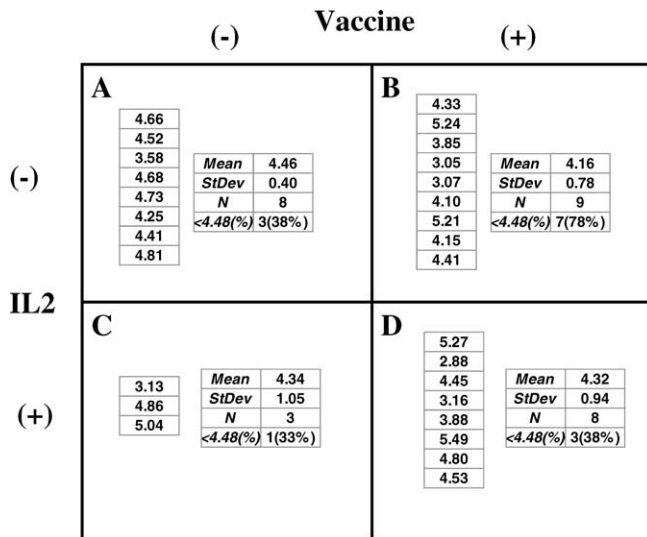 Vaccine
(-) (+)
A
4.66
4.52
3.58
4.68
4.73
4.25
4.41
4.81
Mean 4.46
StDev 0.40
N 8
<4.48(%) 3(38%)
B
4.33
5.24
3.85
3.05
3.07
4.10
5.21
4.15
4.41
Mean 4.16
StDev 0.78
N 9
<4.48(%) 7(78%)
(-)
IL2
(+)
C
3.13
4.86
5.04
Mean 4.34
StDev 1.05
N 3
<4.48(%) 1(33%)
D
5.27
2.88
4.45
3.16
3.88
5.49
4.80
4.53
Mean 4.32
StDev 0.94
N 8
<4.48(%) 3(38%)